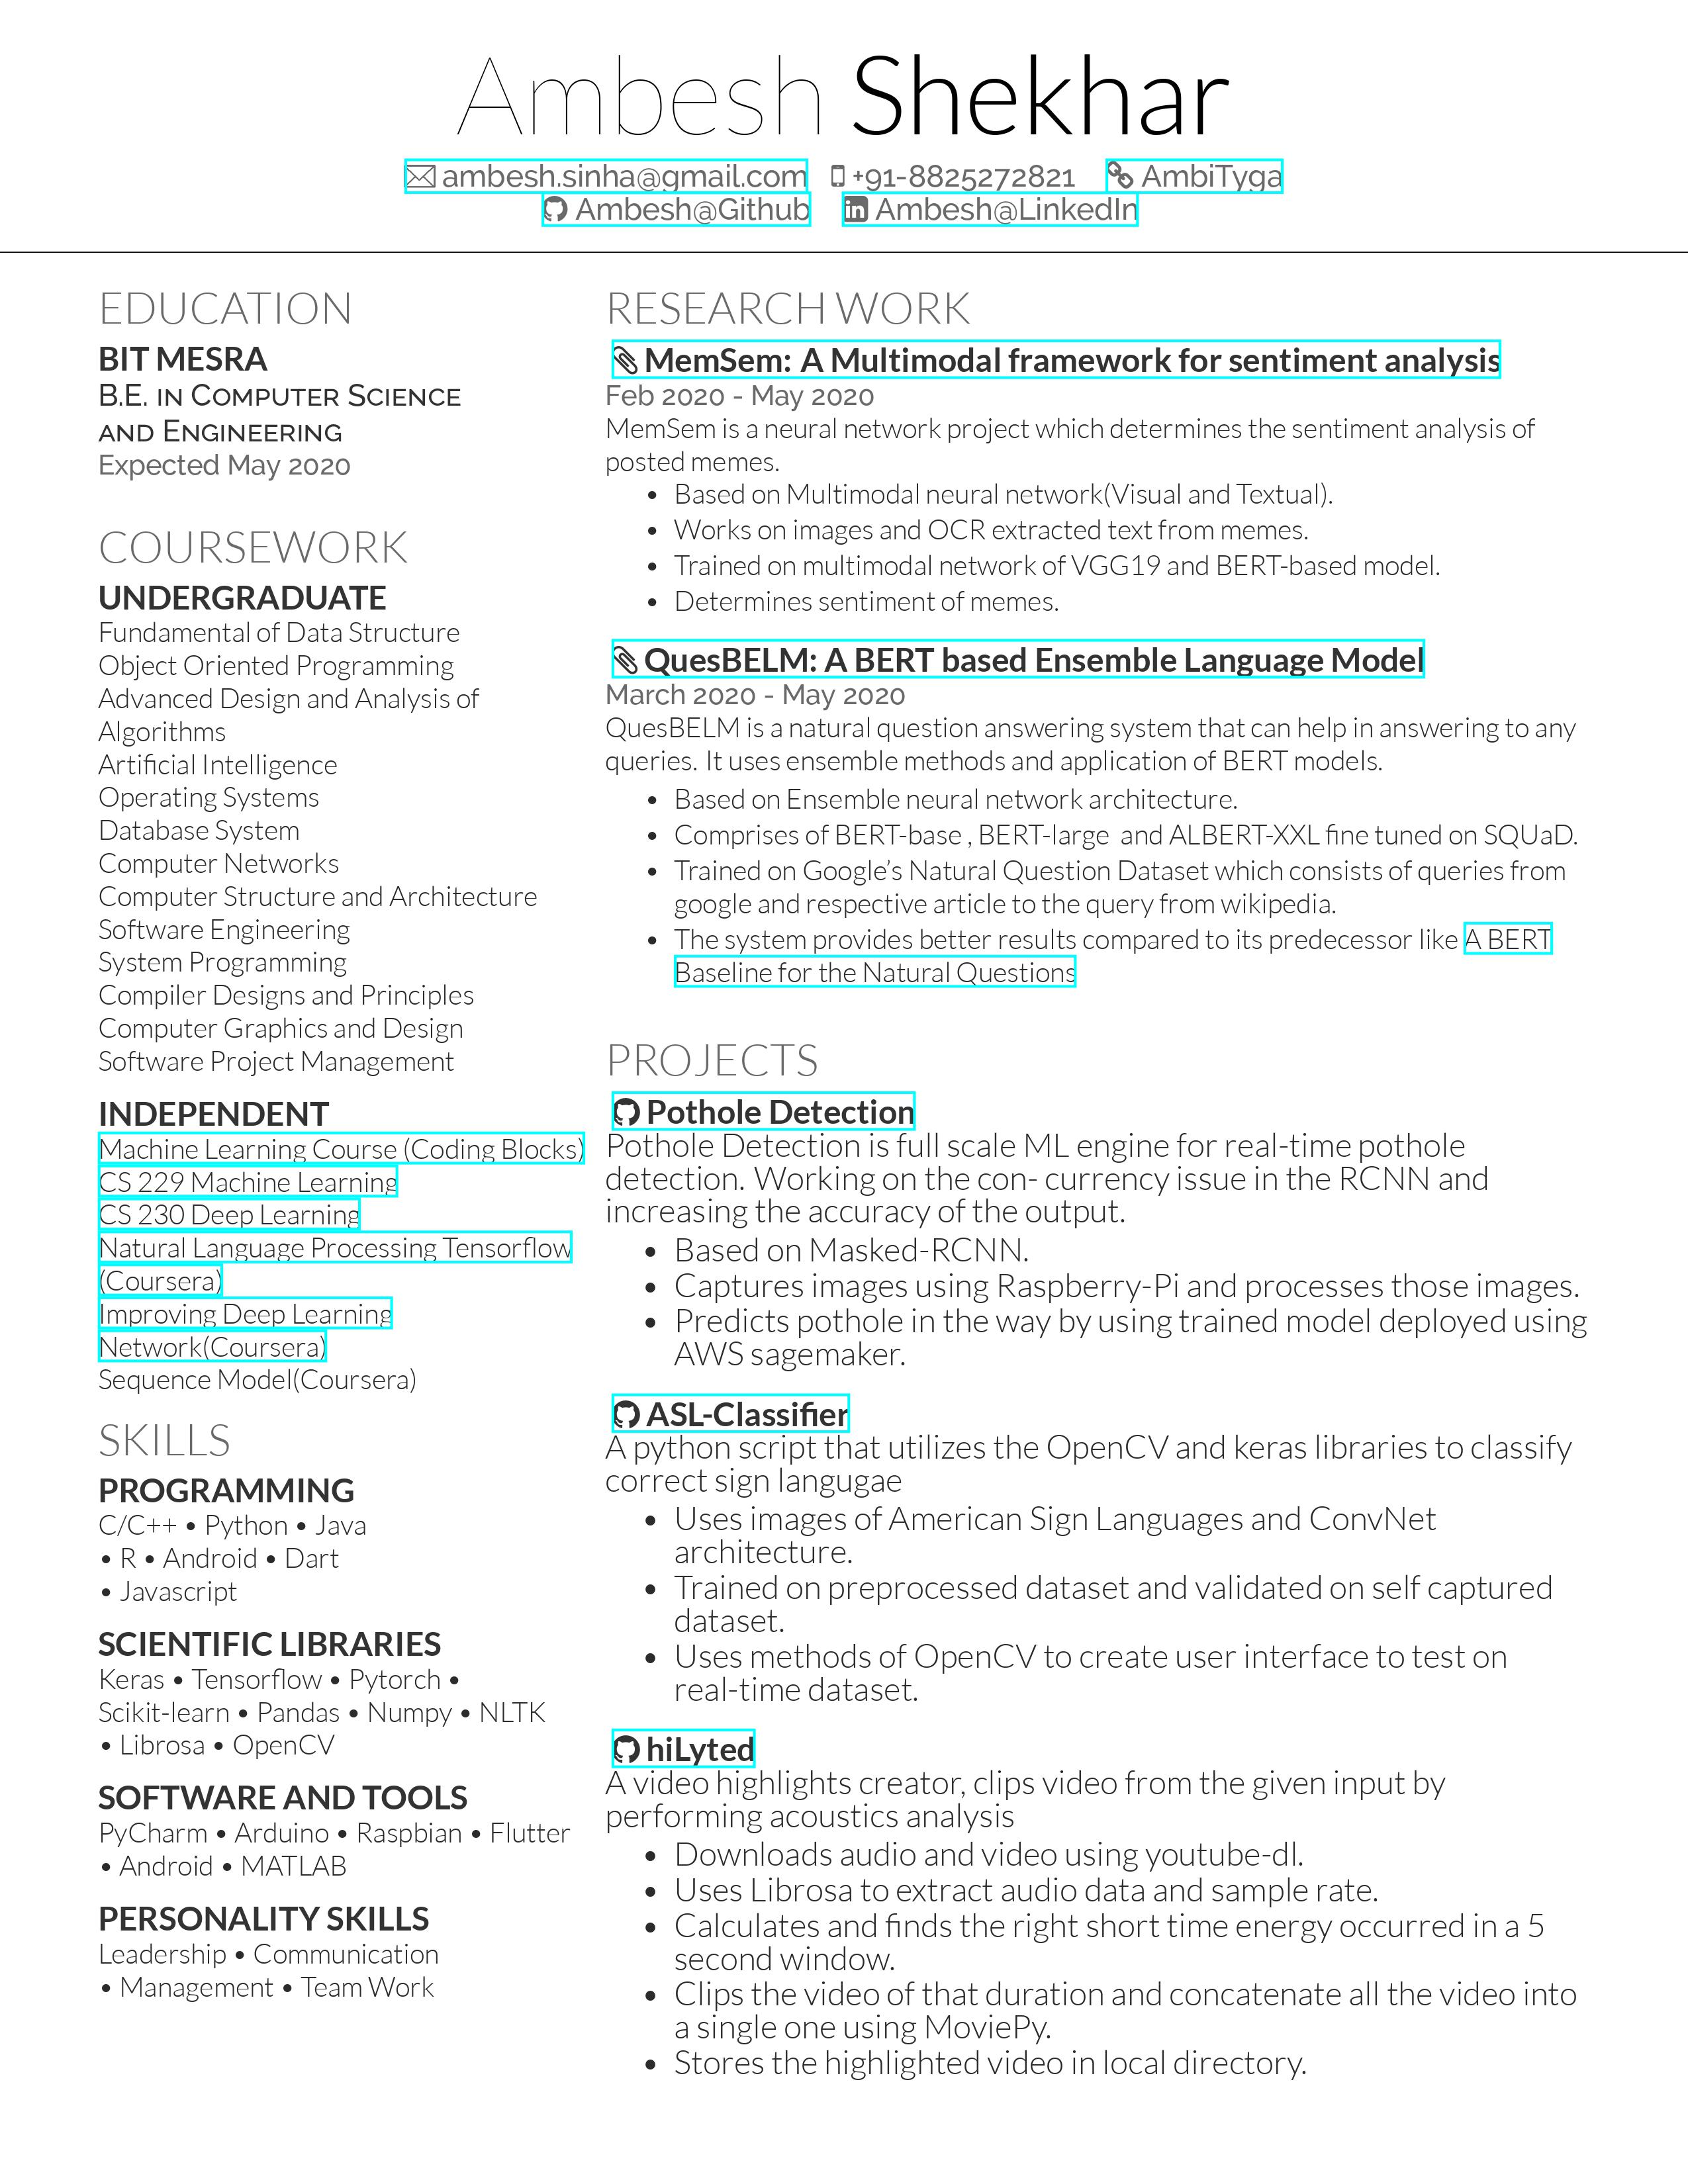 Ambesh Shekhar
ambesh.sinha@gmail.com +91-8825272821 AmbiTyga
Ambesh@Github Ambesh@LinkedIn
EDUCATION
BIT MESRA
B.E. IN COMPUTER SCIENCE
AND ENGINEERING
Expected May 2020
COURSEWORK
UNDERGRADUATE
Fundamental of Data Structure
Object Oriented Programming
Advanced Design and Analysis of
Algorithms
Artificial Intelligence
Operating Systems
Database System
Computer Networks
Computer Structure and Architecture
Software Engineering
System Programming
Compiler Designs and Principles
Computer Graphics and Design
Software Project Management
INDEPENDENT
Machine Learning Course (Coding Blocks)
CS 229 Machine Learning
CS 230 Deep Learning
Natural Language Processing Tensorflow
(Coursera)
Improving Deep Learning
Network(Coursera)
Sequence Model(Coursera)
SKILLS
PROGRAMMING
C/C++ • Python • Java
• R • Android • Dart
• Javascript
SCIENTIFIC LIBRARIES
Keras • Tensorflow • Pytorch •
Scikit-learn • Pandas • Numpy • NLTK
• Librosa • OpenCV
SOFTWARE AND TOOLS
PyCharm • Arduino • Raspbian • Flutter
• Android • MATLAB
PERSONALITY SKILLS
Leadership • Communication
• Management • Team Work
RESEARCH WORK
MemSem: A Multimodal framework for sentiment analysis
Feb 2020 - May 2020
MemSem is a neural network project which determines the sentiment analysis of
posted memes.
• Based on Multimodal neural network(Visual and Textual).
• Works on images and OCR extracted text from memes.
• Trained on multimodal network of VGG19 and BERT-based model.
• Determines sentiment of memes.
QuesBELM: A BERT based Ensemble Language Model
March 2020 - May 2020
QuesBELM is a natural question answering system that can help in answering to any
queries. It uses ensemble methods and application of BERT models.
• Based on Ensemble neural network architecture.
• Comprises of BERT-base , BERT-large and ALBERT-XXL fine tuned on SQUaD.
• Trained on Google’s Natural Question Dataset which consists of queries from
google and respective article to the query from wikipedia.
• The system provides better results compared to its predecessor like A BERT
Baseline for the Natural Questions
PROJECTS
Pothole Detection
Pothole Detection is full scale ML engine for real-time pothole
detection. Working on the con- currency issue in the RCNN and
increasing the accuracy of the output.
• Based on Masked-RCNN.
• Captures images using Raspberry-Pi and processes those images.
• Predicts pothole in the way by using trained model deployed using
AWS sagemaker.
ASL-Classifier
A python script that utilizes the OpenCV and keras libraries to classify
correct sign langugae
• Uses images of American Sign Languages and ConvNet
architecture.
• Trained on preprocessed dataset and validated on self captured
dataset.
• Uses methods of OpenCV to create user interface to test on
real-time dataset.
hiLyted
A video highlights creator, clips video from the given input by
performing acoustics analysis
• Downloads audio and video using youtube-dl.
• Uses Librosa to extract audio data and sample rate.
• Calculates and finds the right short time energy occurred in a 5
second window.
• Clips the video of that duration and concatenate all the video into
a single one using MoviePy.
• Stores the highlighted video in local directory.